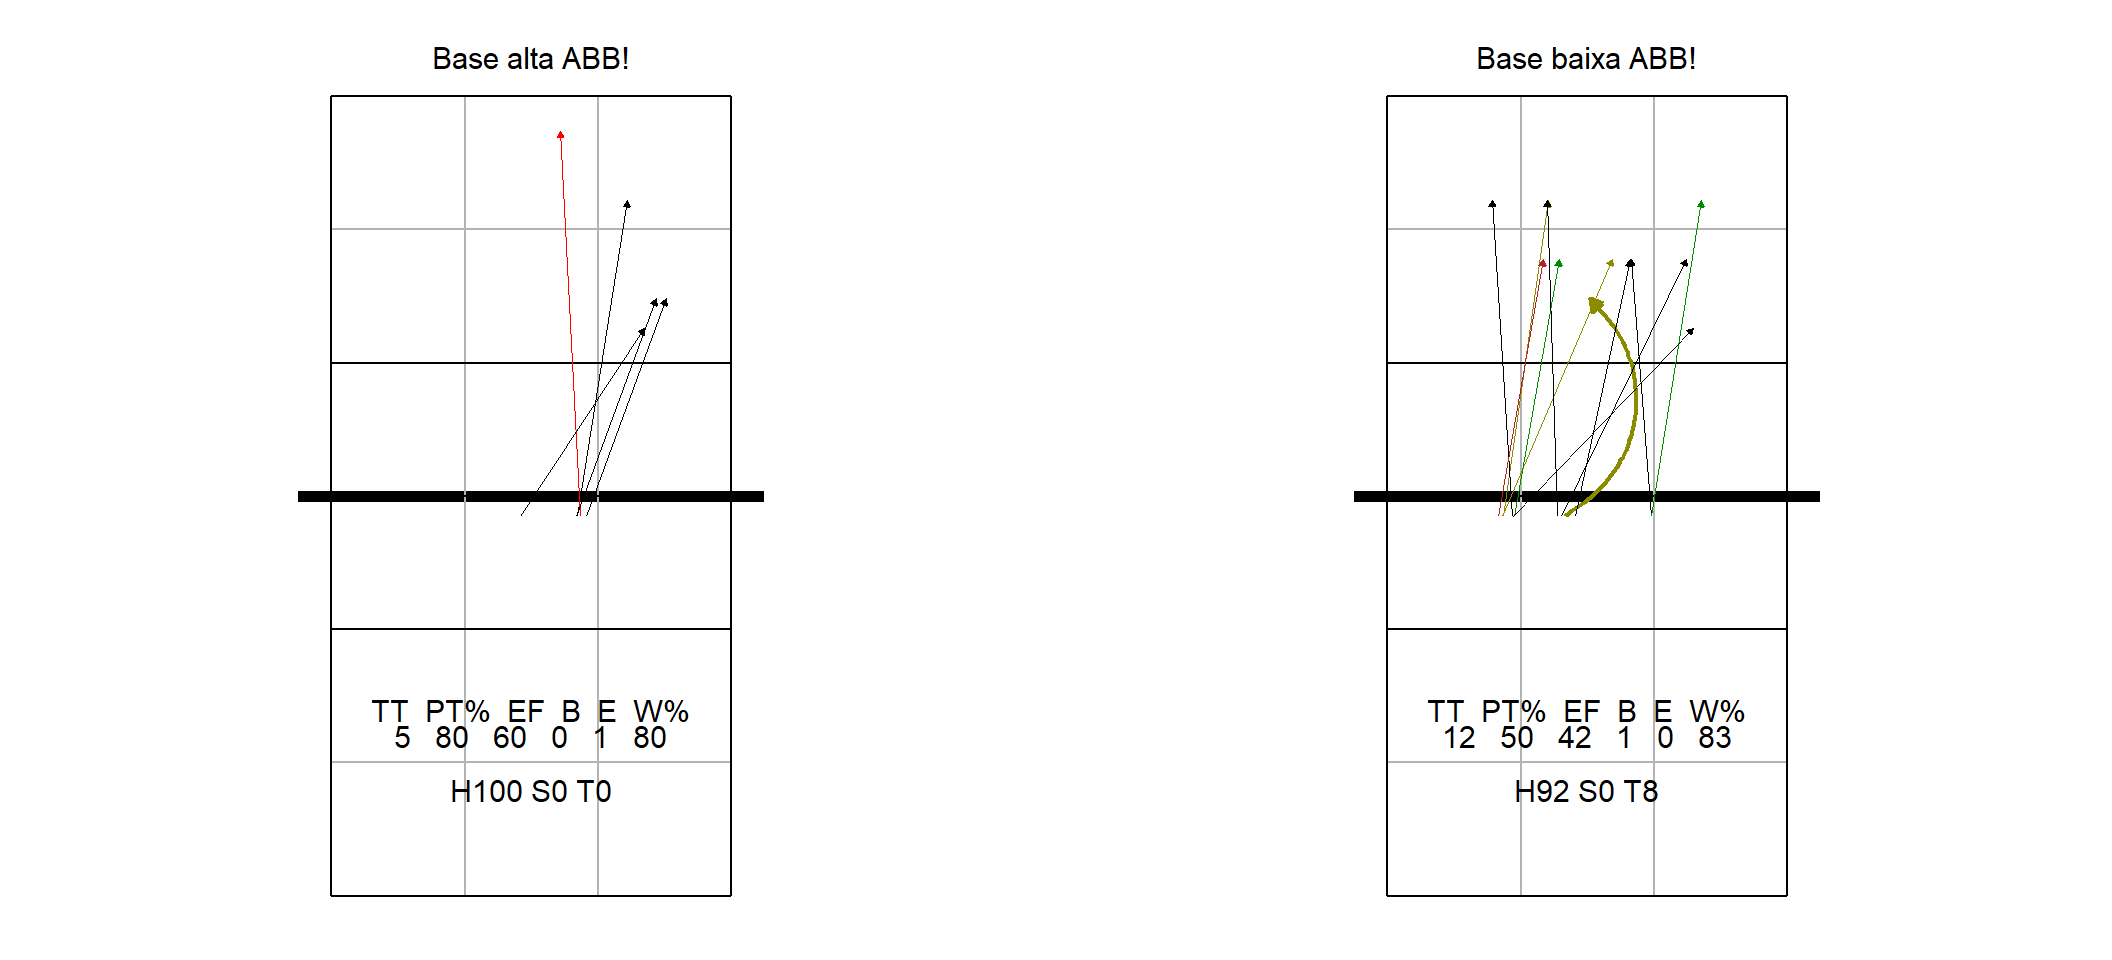 Base alta ABB!
TT PT% EF B E W%
5 80 60 0 1 80
H100 S0 T0
Base baixa ABB!
TT PT% EF B E W%
12 50 42 1 0 83
H92 S0 T8